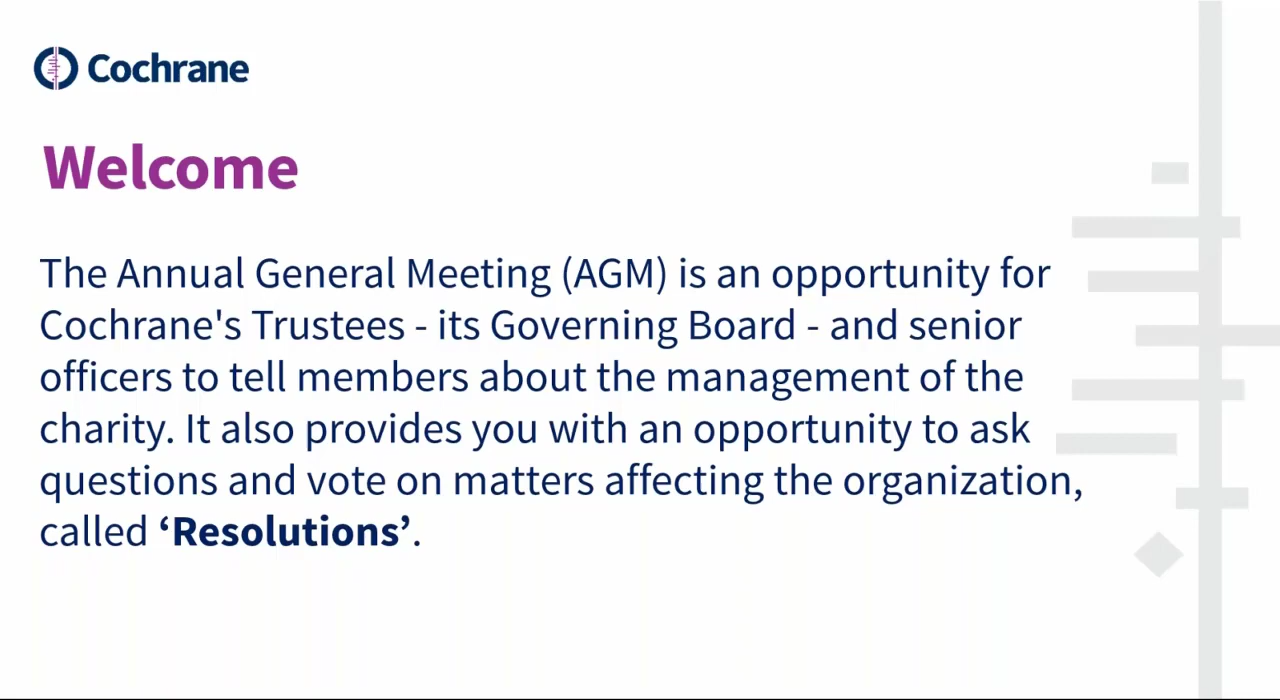 Cochrane
Welcome
The Annual General Meeting (AGM) is an opportunity for
Cochrane's Trustees - its Governing Board - and senior
officers to tell members about the management of the
charity. It also provides you with an opportunity to ask
questions and vote on matters affecting the organization,
called ‘Resolutions’.